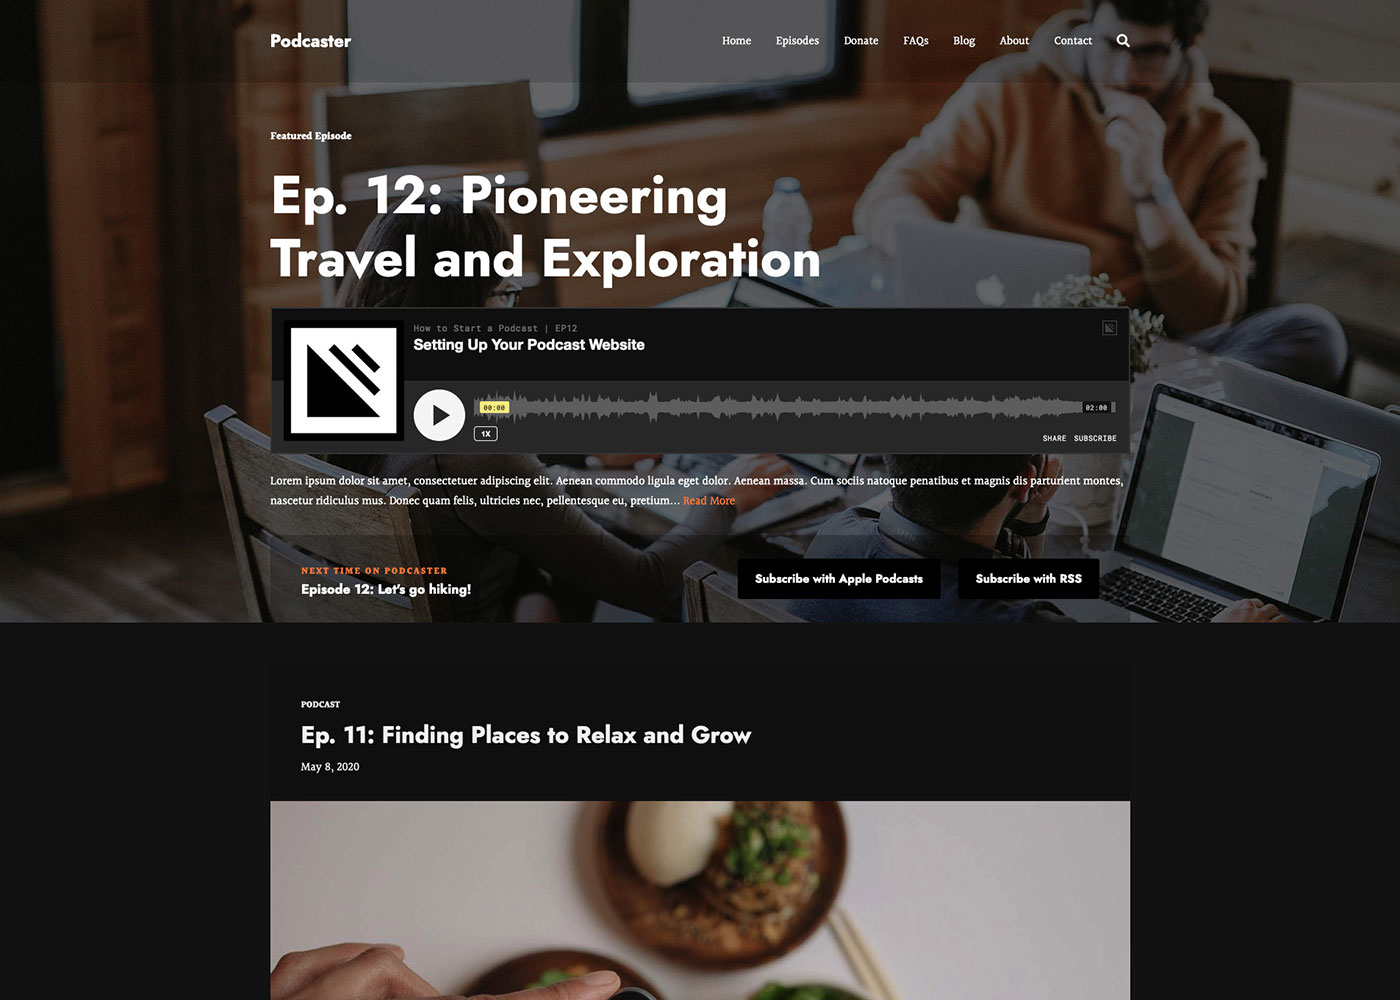 Podcaster
Home Episodes Donate FAQs Blog About Contact
Featured Episode
Ep. 12: Pioneering
Travel and Exploration
How to Start a Podcast | EP12
Setting Up Your Podcast Website
00:00
02:00
1X
SHARE SUBSCRIBE
Lorem ipsum dolor sit amet, consectetuer adipiscing elit. Aenean commodo ligula eget dolor. Aenean massa. Cum sociis natoque penatibus et magnis dis parturient montes,
nascetur ridiculus mus. Donec quam felis, ultricies nec, pellentesque eu, pretium... Read More
NEXT TIME ON PODCASTER
Episode 12: Let's go hiking!
Subscribe with Apple Podcasts
Subscribe with RSS
PODCAST
Ep. 11: Finding Places to Relax and Grow
May 8, 2020